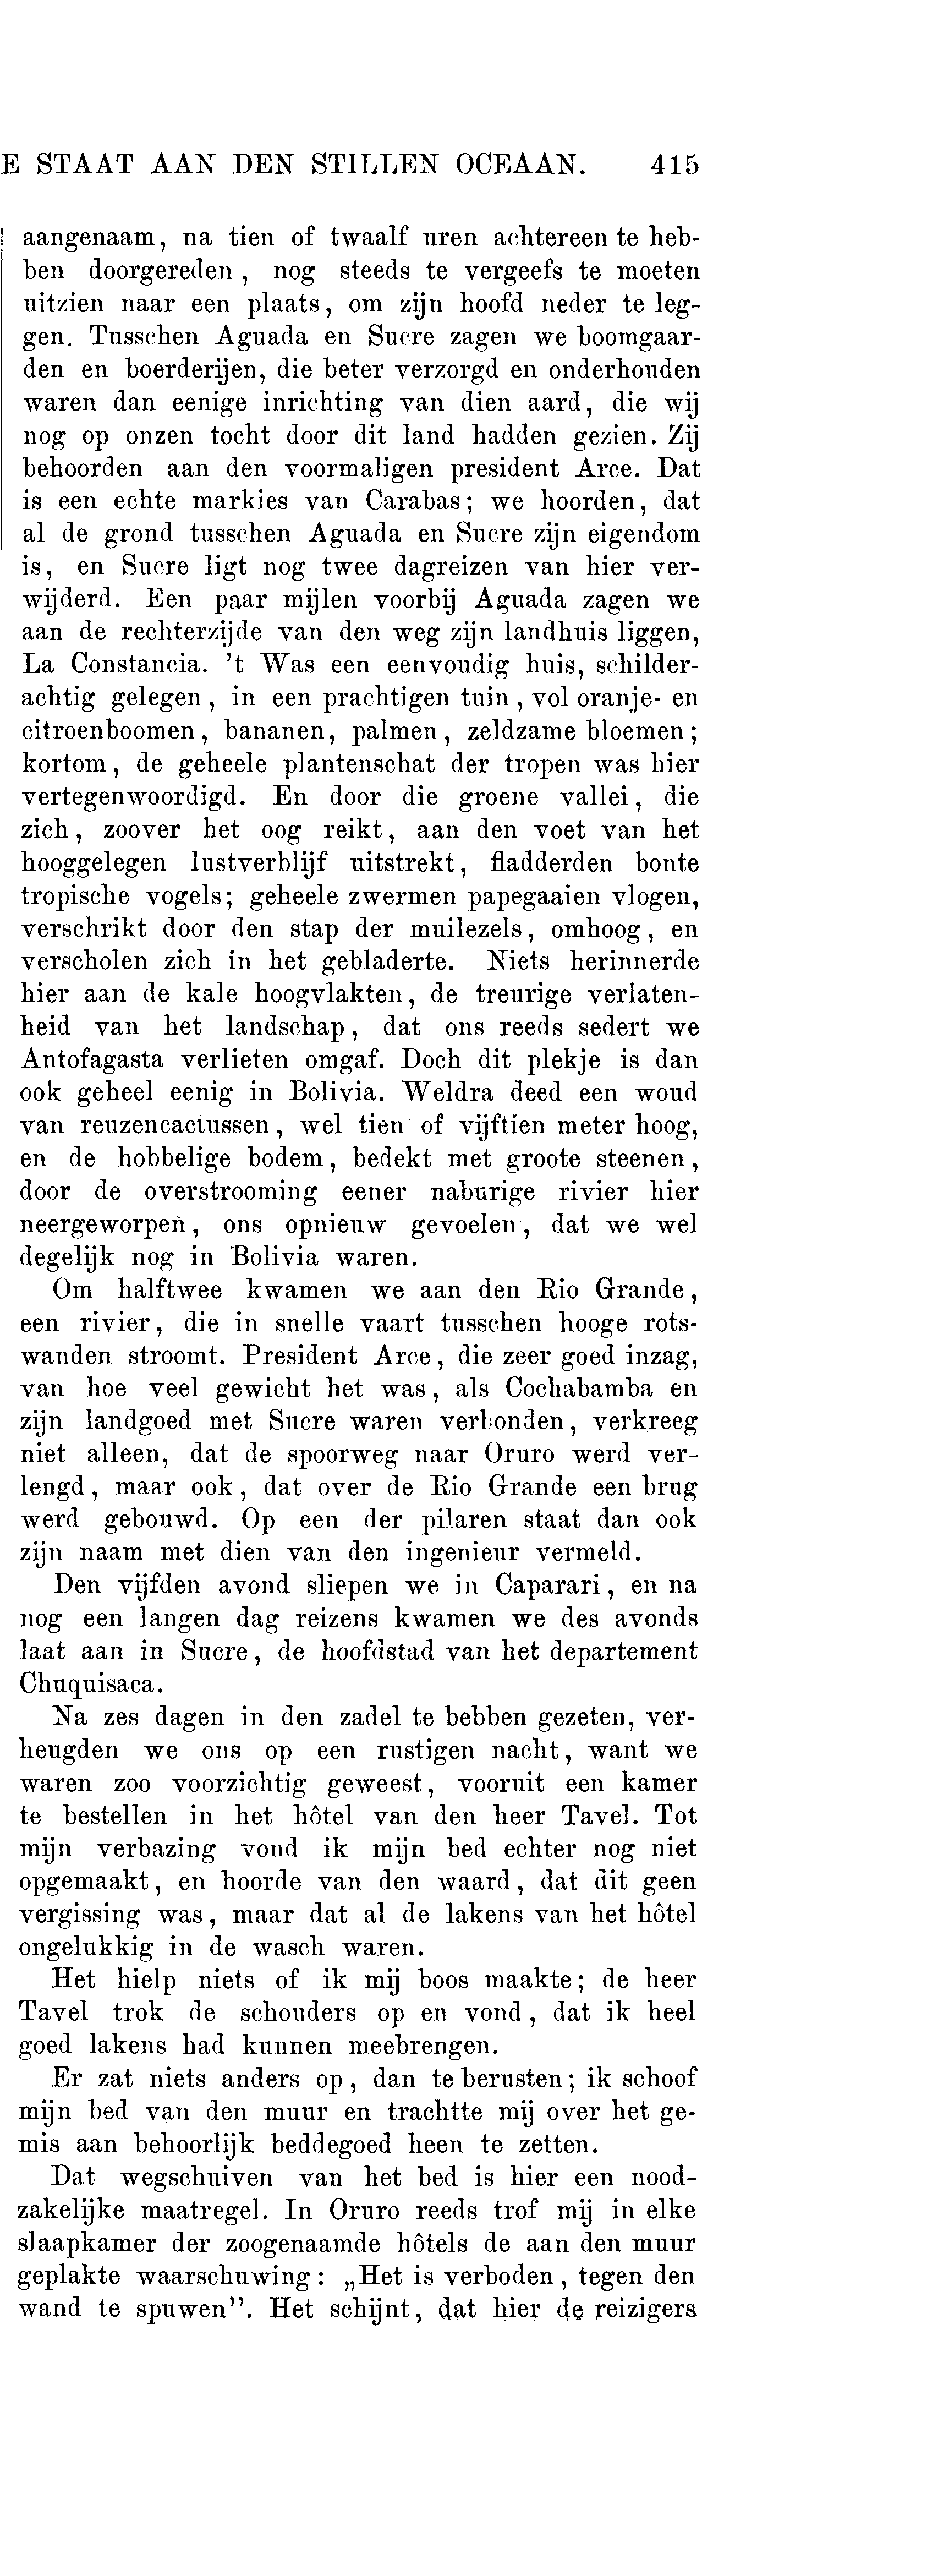 E STAAT AAN DEN STILLEN OCEAAN. 415
aangenaam, na tien of twaalf uren achtereen te heb-
ben doorgereden, nog steeds te vergeefs te moeten
uitzien naar een plaats, om zijn hoofd neder te leg-
gen. Tusschen Aguada en Sucre zagen we boomgaar-
den en boerderijen, die beter verzorgd en onderhouden
waren dan eenige inrichting van dien aard, die wij
nog op onzen tocht door dit land hadden gezien. Zij
behoorden aan den voormaligen president Arce. Dat
is een echte markies van Carabas; we hoorden, dat
al de grond tusschen Aguada en Sucre zijn eigendom
is, en Sucre ligt nog twee dagreizen van hier ver-
wijderd. Een paar mijlen voorbij Aguada zagen we
aan de rechterzijde van den weg zijn landhuis liggen,
La Constancia. 't Was een eenvoudig huis, schilder-
achtig gelegen, in een prachtigen tuin, vol oranje- en
citroenboomen, bananen, palmen, zeldzame bloemen;
kortom, de geheele plantenschat der tropen was hier
vertegenwoordigd. En door die groene vallei, die
zich, zoover het oog reikt, aan den voet van het
hooggelegen lustverblijf uitstrekt, fladderden bonte
tropische vogels; geheele zwermen papegaaien vlogen,
verschrikt door den stap der muilezels, omhoog, en
verscholen zich in het gebladerte. Niets herinnerde
hier aan de kale hoogvlakten, de treurige verlaten-
heid van het landschap, dat ons reeds sedert we
Antofagasta verlieten omgaf. Doch dit plekje is dan
ook geheel eenig in Bolivia. Weldra deed een woud
van reuzencactussen, wel tien of vijftien meter hoog,
en de hobbelige bodem, bedekt met groote steenen,
door de overstrooming eener naburige rivier hier
neergeworpen, ons opnieuw gevoelen, dat we wel
degelijk nog in Bolivia waren.
Om halftwee kwamen we aan den Rio Grande,
een rivier, die in snelle vaart tusschen hooge rots-
wanden stroomt. President Arce, die zeer goed inzag,
van hoe veel gewicht het was, als Cochabamba en
zijn landgoed met Sucre waren verbonden, verkreeg
niet alleen, dat de spoorweg naar Oruro werd ver-
lengd, maar ook, dat over de Rio Grande een brug
werd gebouwd. Op een der pilaren staat dan ook
zijn naam met dien van den ingenieur vermeld.
Den vijfden avond sliepen we in Caparari, en na
nog een langen dag reizens kwamen we des avonds
laat aan in Sucre, de hoofdstad van het departement
Chuquisaca.
Na zes dagen in den zadel te hebben gezeten, ver-
heugden we ons op een rustigen nacht, want we
waren zoo voorzichtig geweest, vooruit een kamer
te bestellen in het hôtel van den heer Tavel. Tot
mijn verbazing vond ik mijn bed echter nog niet
opgemaakt, en hoorde van den waard, dat dit geen
vergissing was, maar dat al de lakens van het hôtel
ongelukkig in de wasch waren.
Het hielp niets of ik mij boos maakte; de heer
Tavel trok de schouders op en vond, dat ik heel
goed lakens had kunnen meebrengen.
Er zat niets anders op, dan te berusten; ik schoof
mijn bed van den muur en trachtte mij over het ge-
mis aan behoorlijk beddegoed heen te zetten.
Dat wegschuiven van het bed is hier een nood-
zakelijke maatregel. In Oruro reeds trof mij in elke
slaapkamer der zoogenaamde hôtels de aan den muur
geplakte waarschuwing: „Het is verboden, tegen den
wand te spuwen”. Het schijnt, dat hier de reizigers